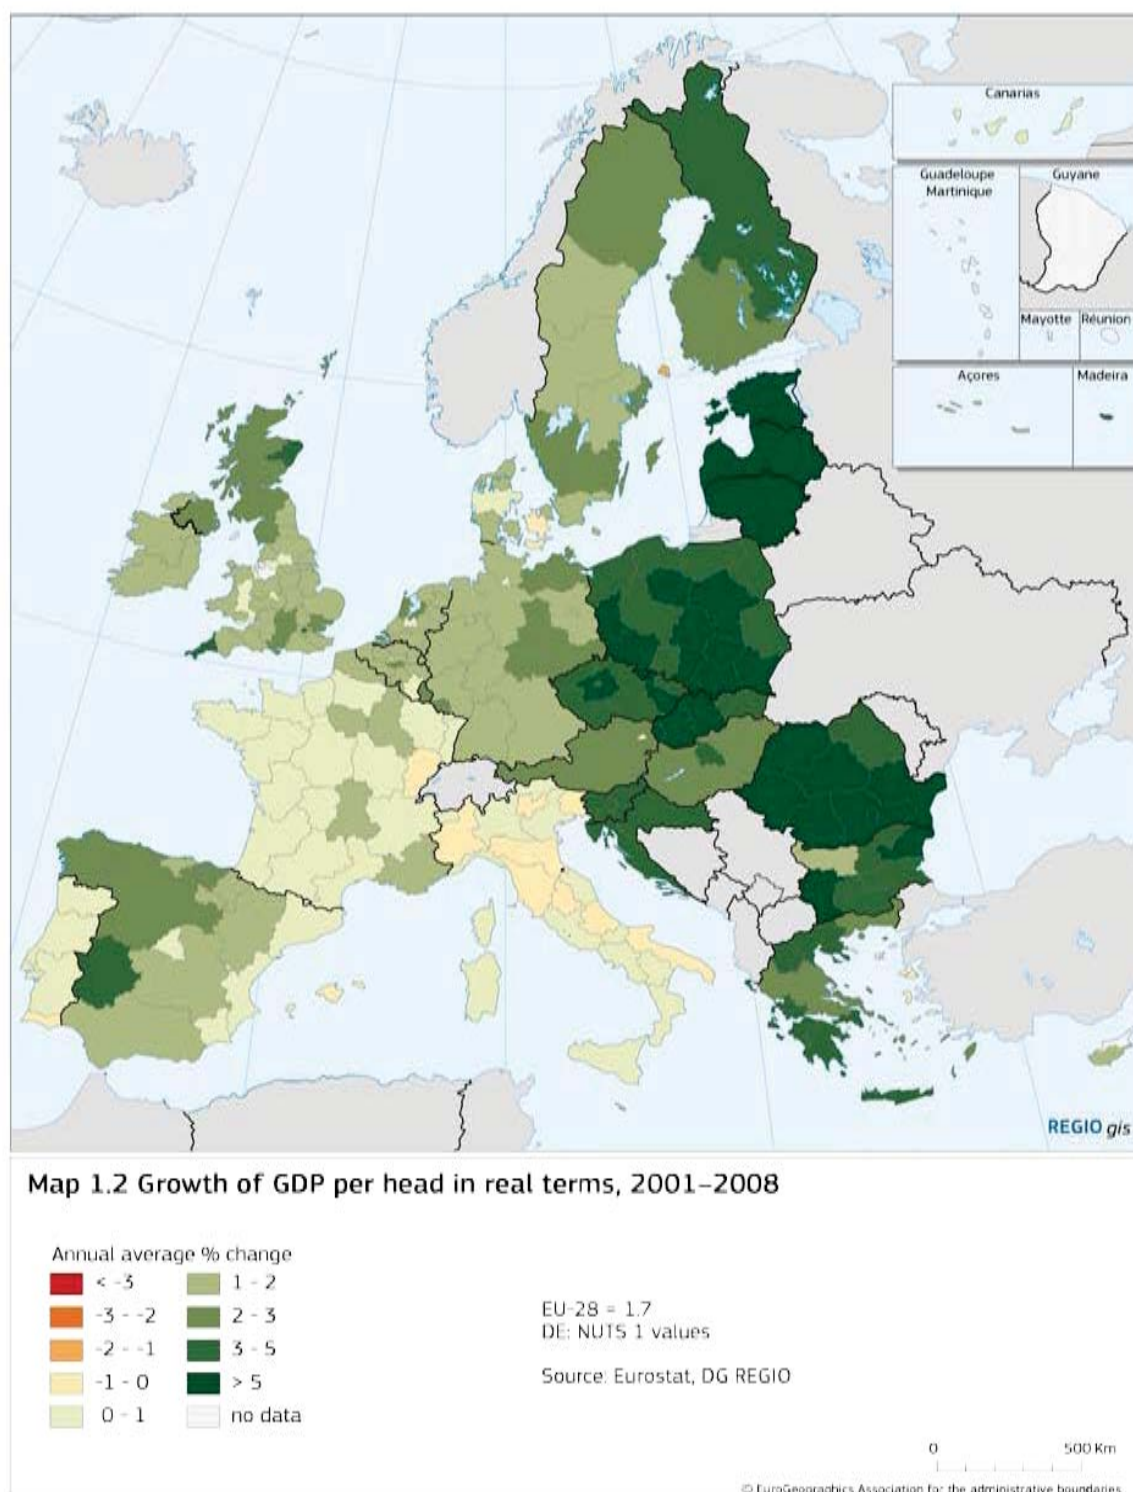 Canarias
Guadeloupe
Martinique
Guyane
Mayotte
Réunion
Açores
Madeira
REGIO gis
Map 1.2 Growth of GDP per head in real terms, 2001–2008
Annual average % change
< -3
-3 - -2
-2 - -1
-1 - 0
0 - 1
1 - 2
2 - 3
3 - 5
> 5
no data
EU-28 = 1.7
DE: NUTS 1 values
Source: Eurostat, DG REGIO
0 500 Km
© EuroGeographics Association for the administrative boundaries